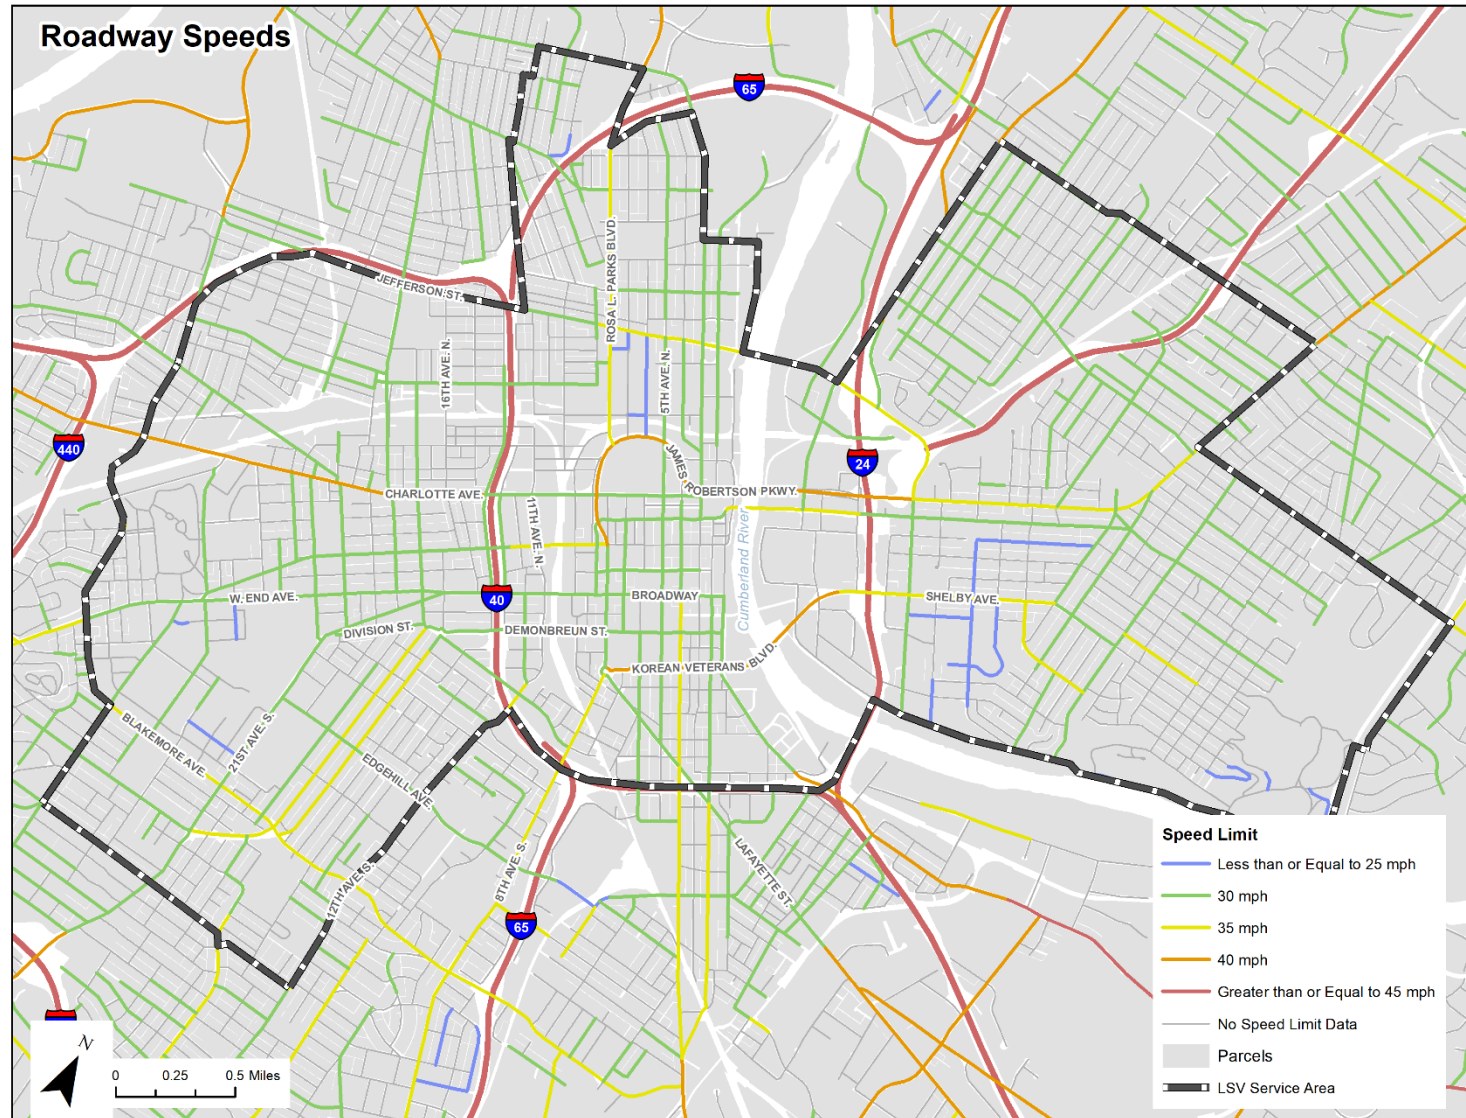 Roadway Speeds
65
ROSA L. PARKS BLVD.
JEFFERSON ST.
16TH AVE. N.
5TH AVE. N.
440
24
JAMES ROBERTSON PKWY.
CHARLOTTE AVE.
11TH AVE. N.
Cumberland River
40
W. END AVE.
BROADWAY
SHELBY AVE.
DIVISION ST.
DEMONBREUN ST.
KOREAN VETERANS BLVD.
BLAKEMORE AVE.
21ST AVE. S.
EDGEHILL AVE.
12TH AVE. S.
8TH AVE. S.
LAFAYETTE ST.
65
Speed Limit
Less than or Equal to 25 mph
30 mph
35 mph
40 mph
Greater than or Equal to 45 mph
No Speed Limit Data
Parcels
LSV Service Area
N
0 0.25 0.5 Miles